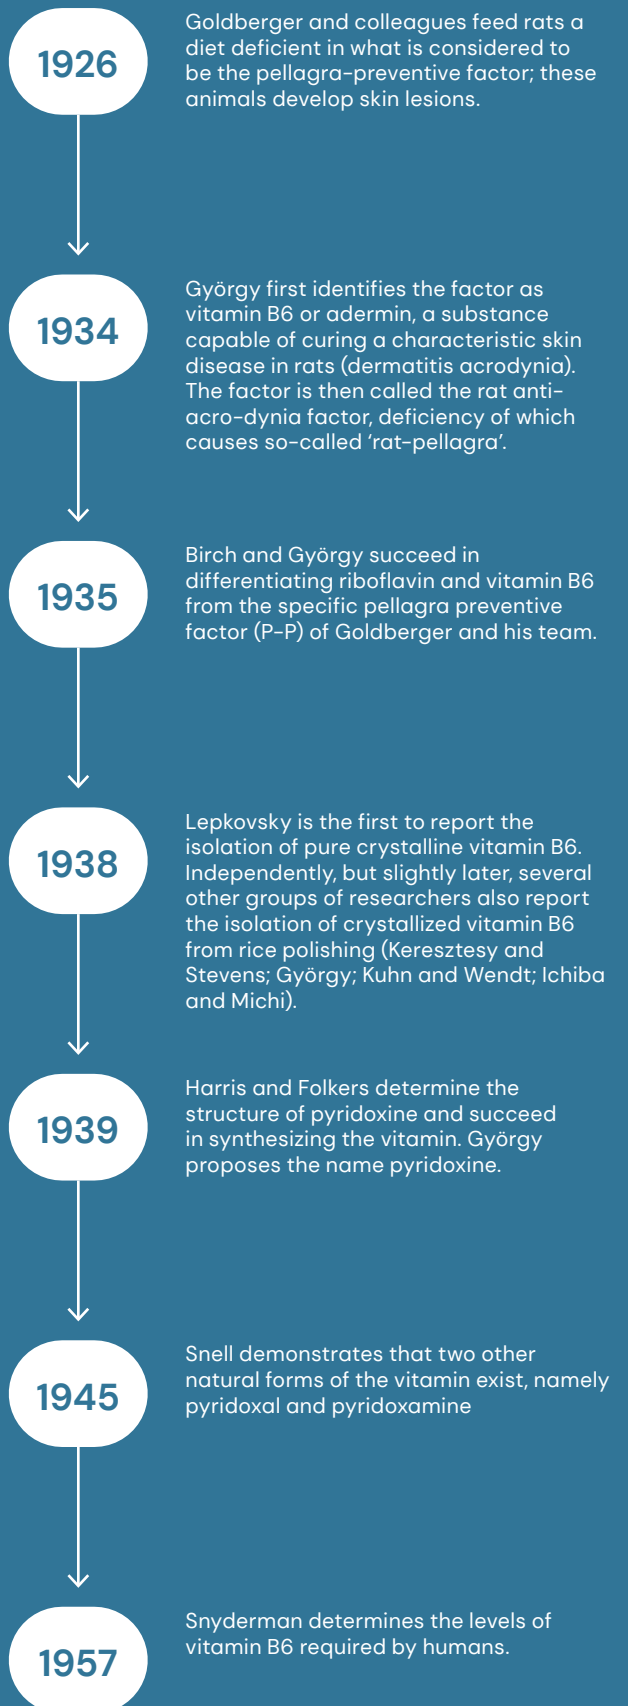 1926
Goldberger and colleagues feed rats a
diet deficient in what is considered to
be the pellagra-preventive factor; these
animals develop skin lesions.
1934
György first identifies the factor as
vitamin B6 or adermin, a substance
capable of curing a characteristic skin
disease in rats (dermatitis acrodynia).
The factor is then called the rat anti-
acro-dynia factor, deficiency of which
causes so-called ‘rat-pellagra’.
1935
Birch and György succeed in
differentiating riboflavin and vitamin B6
from the specific pellagra preventive
factor (P-P) of Goldberger and his team.
1938
Lepkovsky is the first to report the
isolation of pure crystalline vitamin B6.
Independently, but slightly later, several
other groups of researchers also report
the isolation of crystallized vitamin B6
from rice polishing (Keresztesy and
Stevens; György; Kuhn and Wendt; Ichiba
and Michi).
1939
Harris and Folkers determine the
structure of pyridoxine and succeed
in synthesizing the vitamin. György
proposes the name pyridoxine.
1945
Snell demonstrates that two other
natural forms of the vitamin exist, namely
pyridoxal and pyridoxamine
1957
Snyderman determines the levels of
vitamin B6 required by humans.